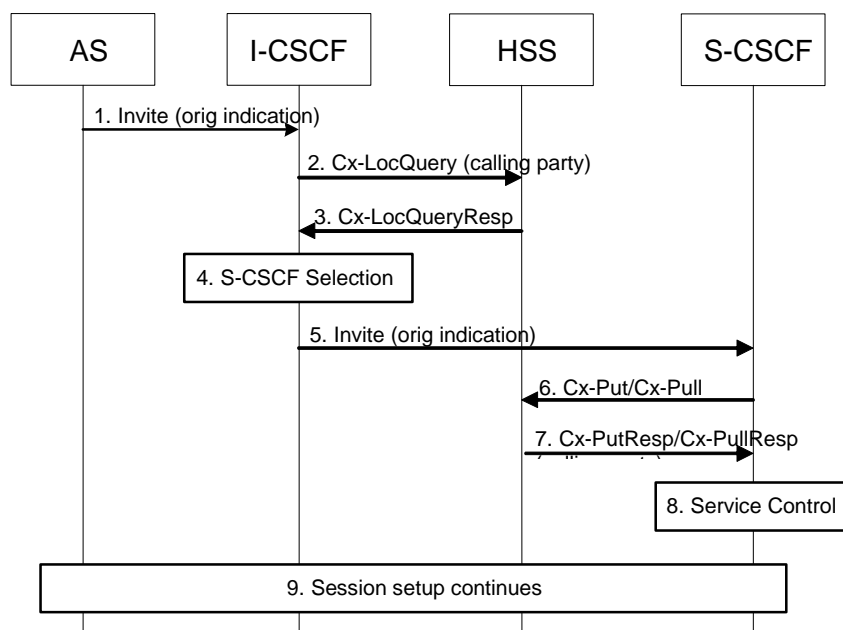 AS I-CSCF HSS S-CSCF
1. Invite (orig indication)
2. Cx-LocQuery (calling party)
3. Cx-LocQueryResp
4. S-CSCF Selection
5. Invite (orig indication)
6. Cx-Put/Cx-Pull
7. Cx-PutResp/Cx-PullResp
8. Service Control
9. Session setup continues